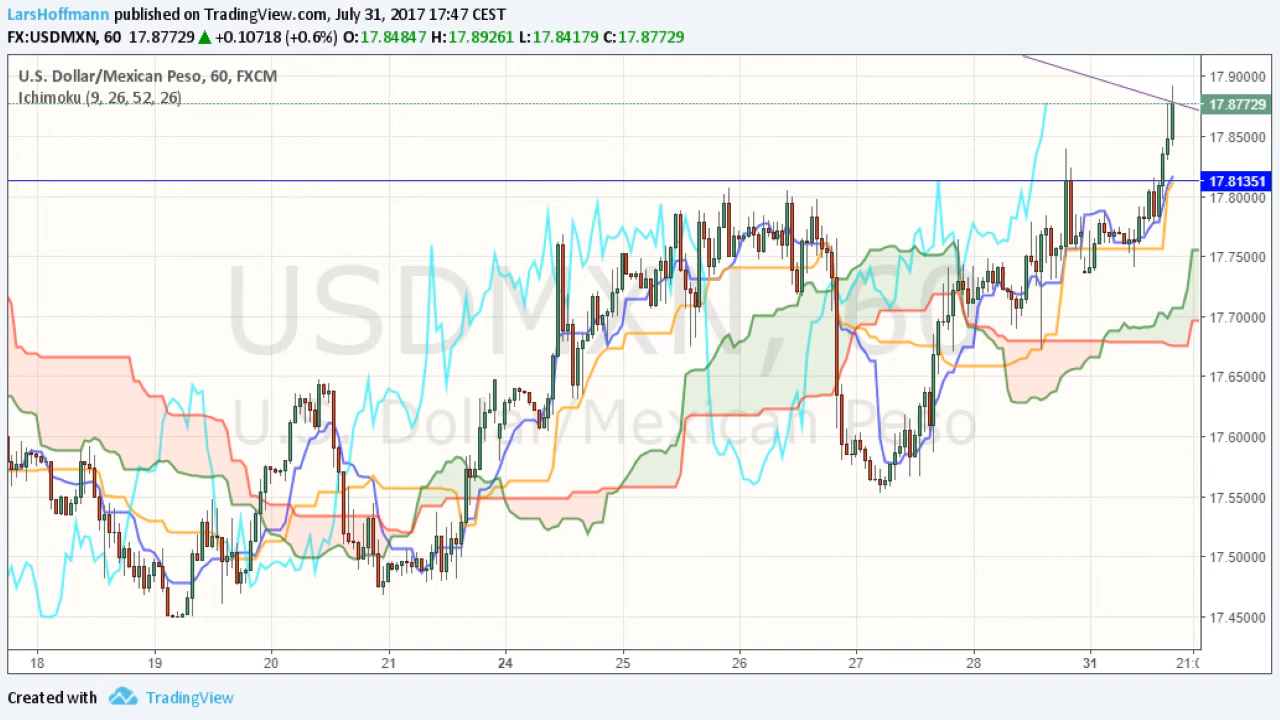 LarsHoffmann published on TradingView.com, July 31, 2017 17:47 CEST
FX:USDMXN, 60 17.87729 ▲ +0.10718 (+0.6%) O:17.84847 H:17.89261 L:17.84179 C:17.87729
U.S. Dollar/Mexican Peso, 60, FXCM
Ichimoku (9, 26, 52, 26)
17.90000
17.87729
17.85000
17.81351
17.80000
17.75000
USDMXN, 60
17.70000
17.65000
U.S. Dollar/Mexican Peso
17.60000
17.55000
17.50000
17.45000
18 19 20 21 24 25 26 27 28 31 21:0
Created with TradingView